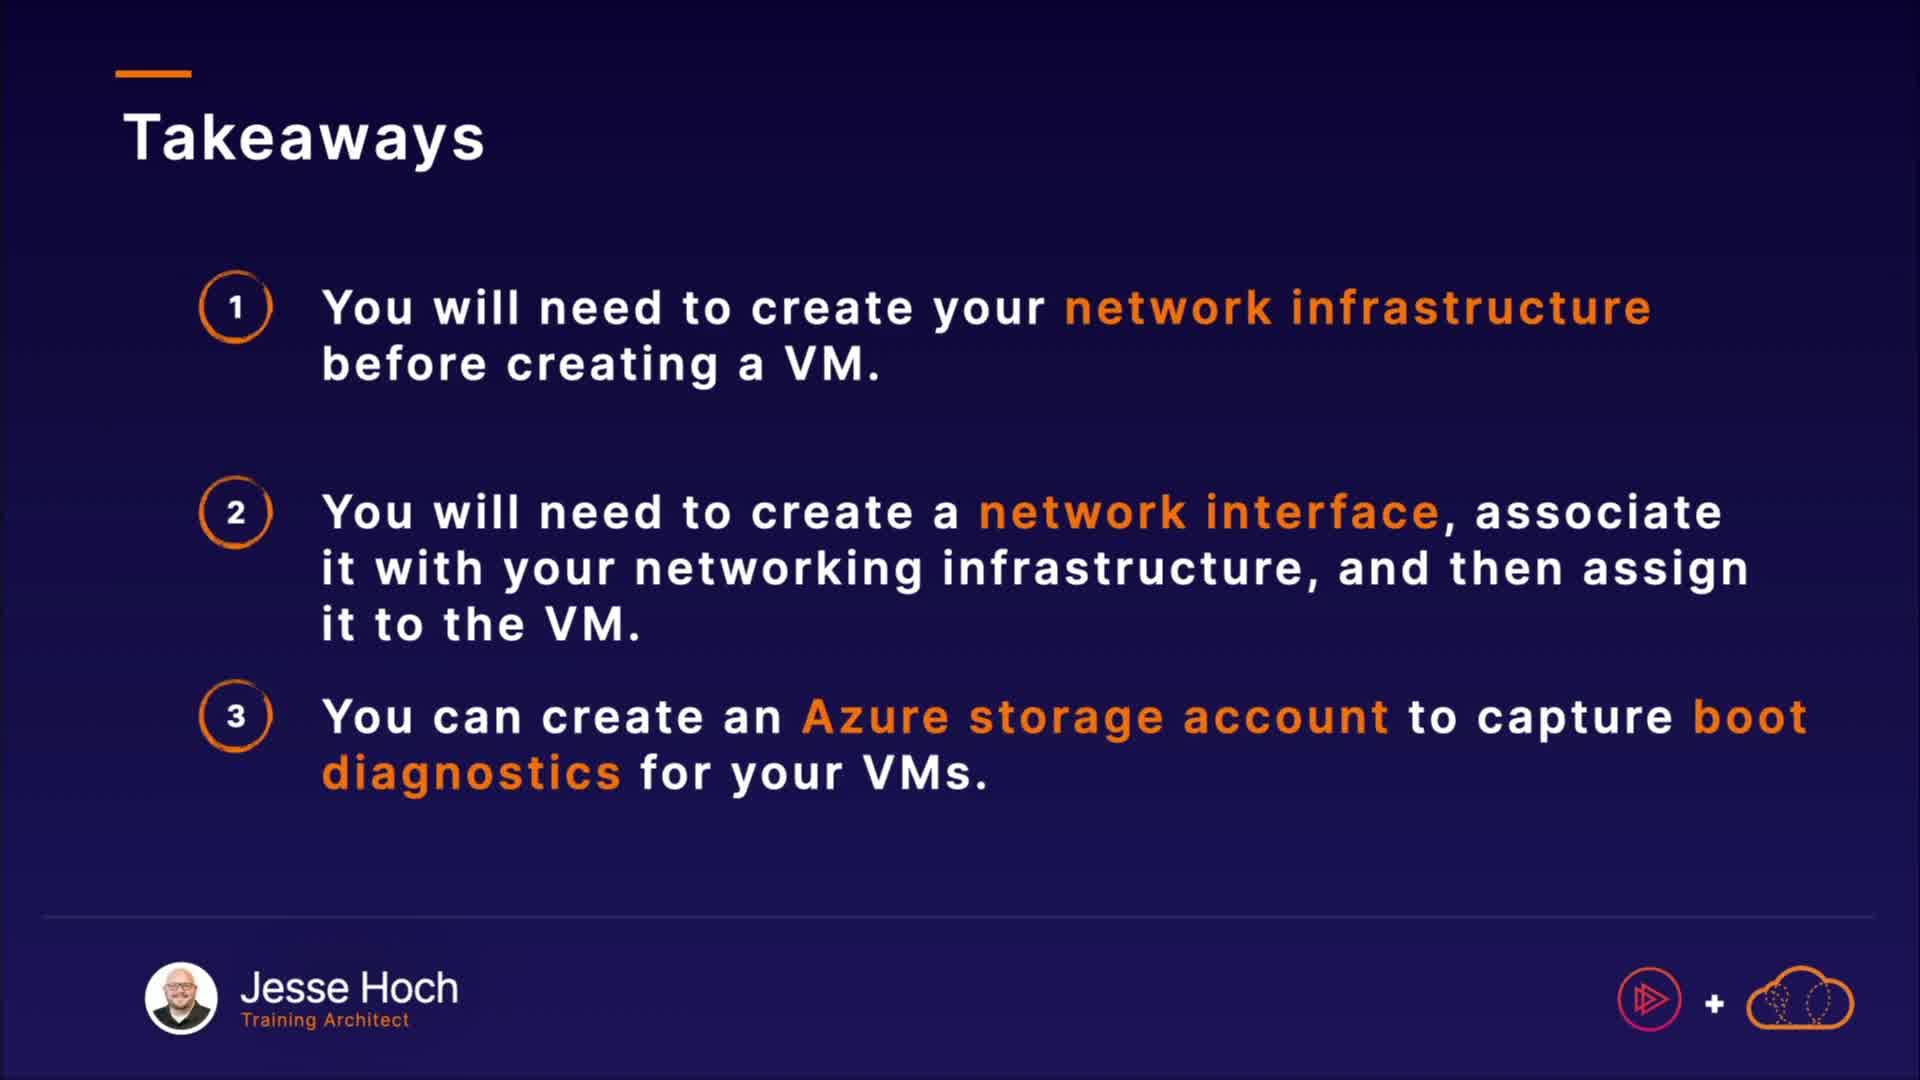 Takeaways
1
You will need to create your network infrastructure
before creating a VM.
2
You will need to create a network interface, associate
it with your networking infrastructure, and then assign
it to the VM.
3
You can create an Azure storage account to capture boot
diagnostics for your VMs.
Jesse Hoch
Training Architect
+